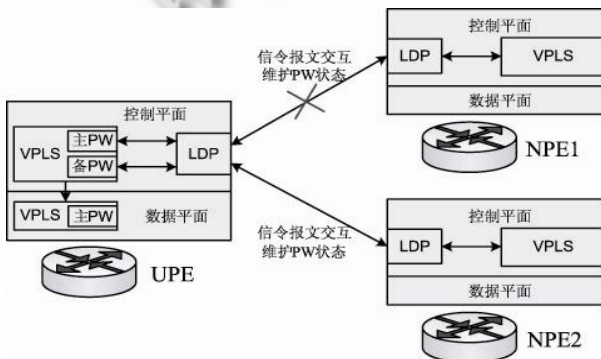 控制平面
VPLS
主PW
备PW
LDP
VPLS
主PW
数据平面
UPE
信令报文交互
维护PW状态
信令报文交互
维护PW状态
控制平面
LDP
VPLS
数据平面
NPE1
控制平面
LDP
VPLS
数据平面
NPE2